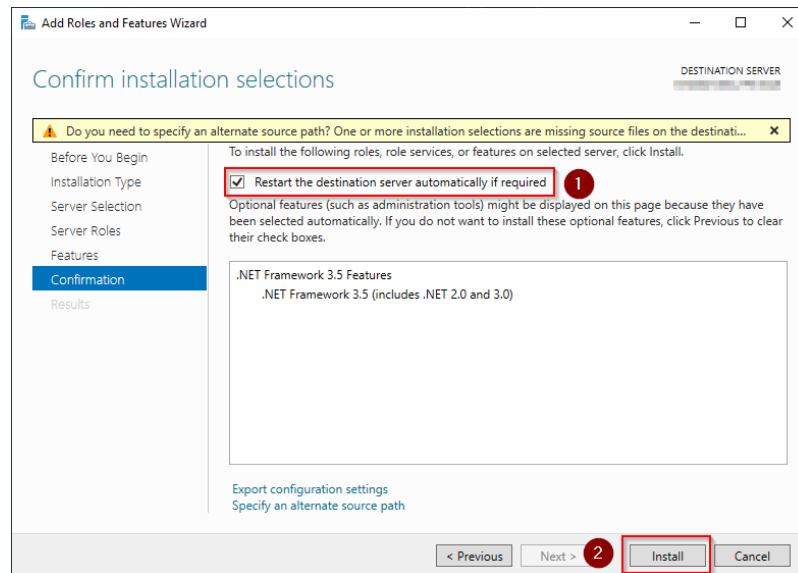 Add Roles and Features Wizard
Confirm installation selections
DESTINATION SERVER
Do you need to specify an alternate source path? One or more installation selections are missing source files on the destinati...
Before You Begin
Installation Type
Server Selection
Server Roles
Features
Confirmation
Results
To install the following roles, role services, or features on selected server, click Install.
Restart the destination server automatically if required
1
Optional features (such as administration tools) might be displayed on this page because they have
been selected automatically. If you do not want to install these optional features, click Previous to clear
their check boxes.
.NET Framework 3.5 Features
.NET Framework 3.5 (includes .NET 2.0 and 3.0)
Export configuration settings
Specify an alternate source path
< Previous
Next >
2
Install
Cancel